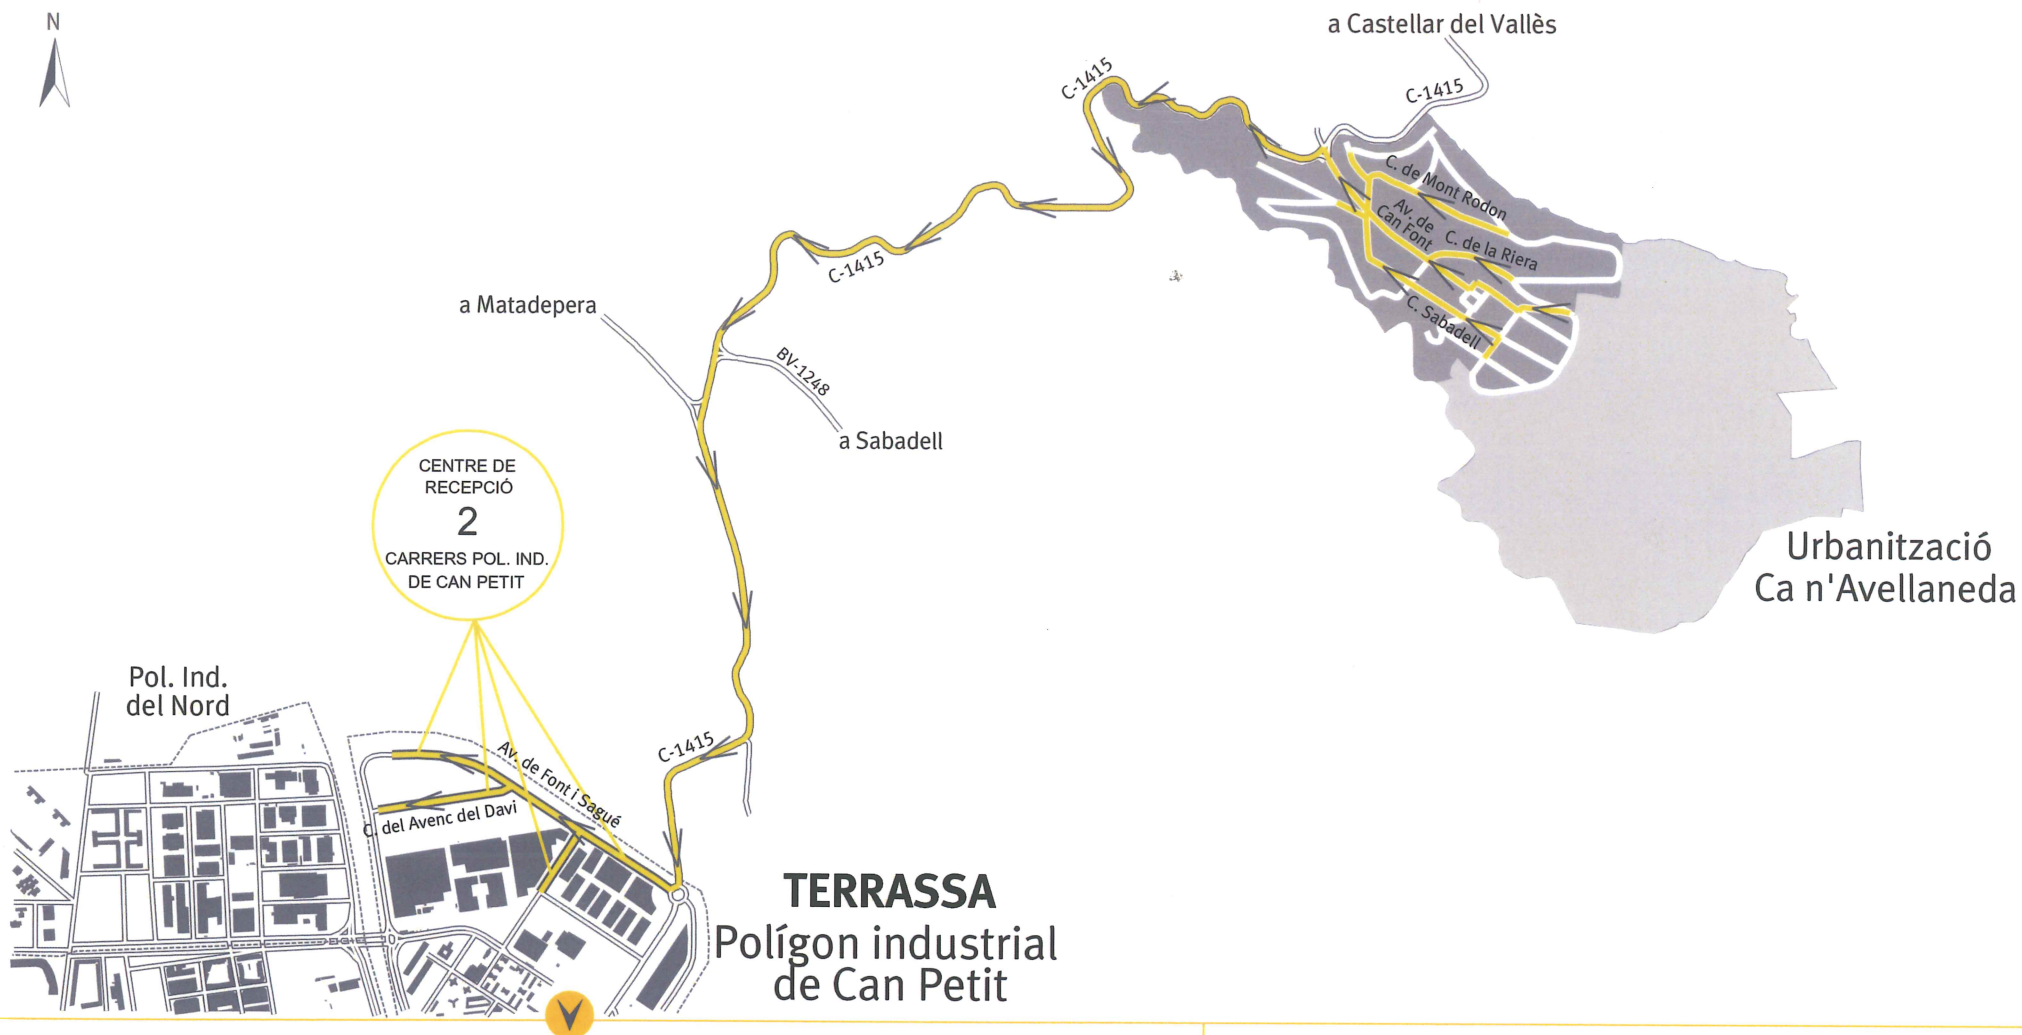 N
a Castellar del Vallès
C-1415
C-1415
C. de Mont Rodon
Av. de
Can Font
C. de la Riera
C. Sabadell
C-1415
a Matadepera
BV-1248
a Sabadell
CENTRE DE
RECEPCIÓ
2
CARRERS POL. IND.
DE CAN PETIT
Urbanització
Ca n'Avellaneda
Pol. Ind.
del Nord
C-1415
Av. de Font i Sagué
C. del Avenc del Davi
TERRASSA
Polígon industrial
de Can Petit